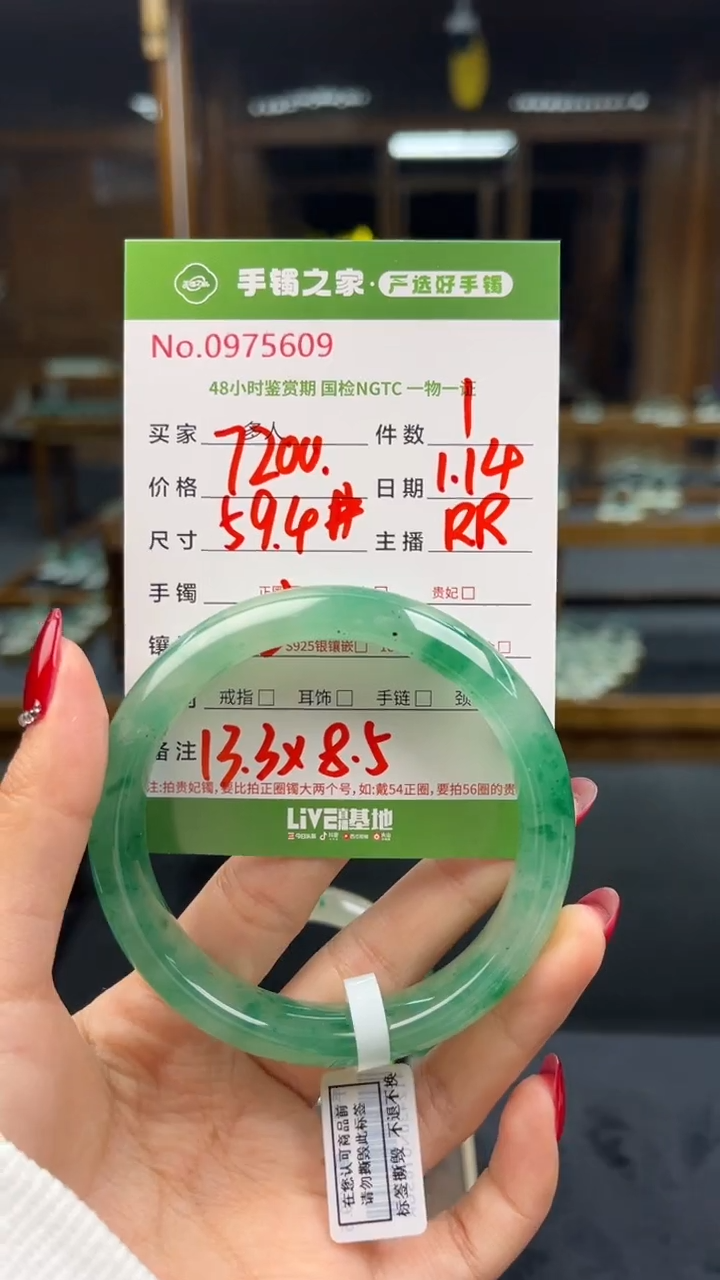 手镯之家·严选好手镯
No.0975609
48小时鉴赏期 国检NGTC 一物一证
买家 多人 件数 1
价格 7200. 日期 1.14
尺寸 59.4# 主播 RR
手镯 正圈 贵妃□
镶 S925银镶嵌□
戒指□ 耳饰□ 手链□ 颈
备注 13.3×8.5
注:拍贵妃镯,要比拍正圈镯大两个号,如:戴54正圈,要拍56圈的贵
LIVE 基地
在您认可商品前
请勿撕毁此标签
标签撕毁 不退不换